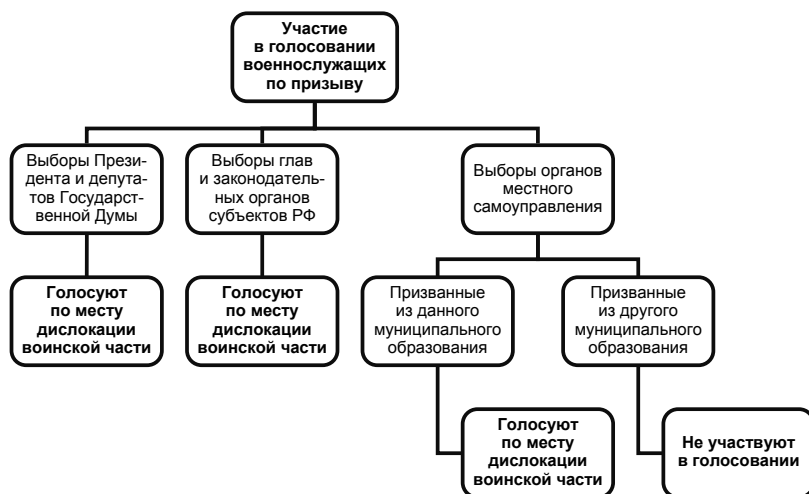 Участие
в голосовании
военнослужащих
по призыву
Выборы Прези-
дента и депута-
тов Государст-
венной Думы
Выборы глав
и законодатель-
ных органов
субъектов РФ
Выборы органов
местного
самоуправления
Голосуют
по месту
дислокации
воинской части
Голосуют
по месту
дислокации
воинской части
Призванные
из данного
муниципального
образования
Призванные
из другого
муниципального
образования
Голосуют
по месту
дислокации
воинской части
Не участвуют
в голосовании